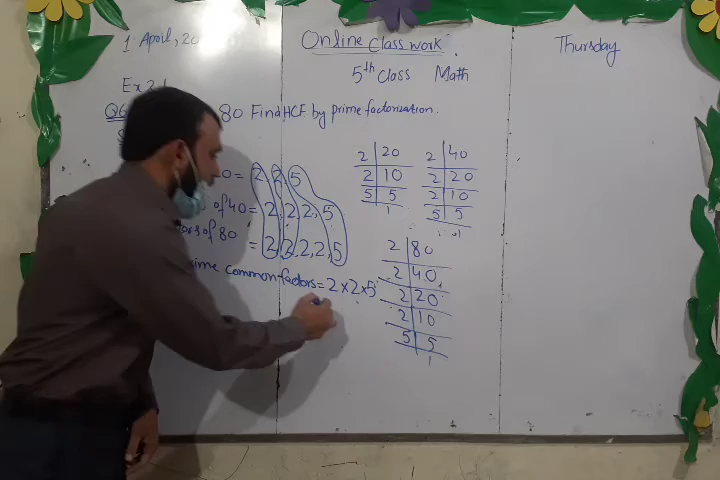 1 April, 20
Online Class work
Thursday
5th Class Math
Ex 2.1
Q6 80 Find HCF by prime factorization.
2 | 20
2 | 10
5 | 5
1
2 | 40
2 | 20
2 | 10
5 | 5
1
0 = 2, 2, 5
of 40 = 2, 2, 2, 5
of 80
= 2, 2, 2, 2, 5
2 | 80
2 | 40
2 | 20
2 | 10
5 | 5
1
common factors = 2 × 2 × 5